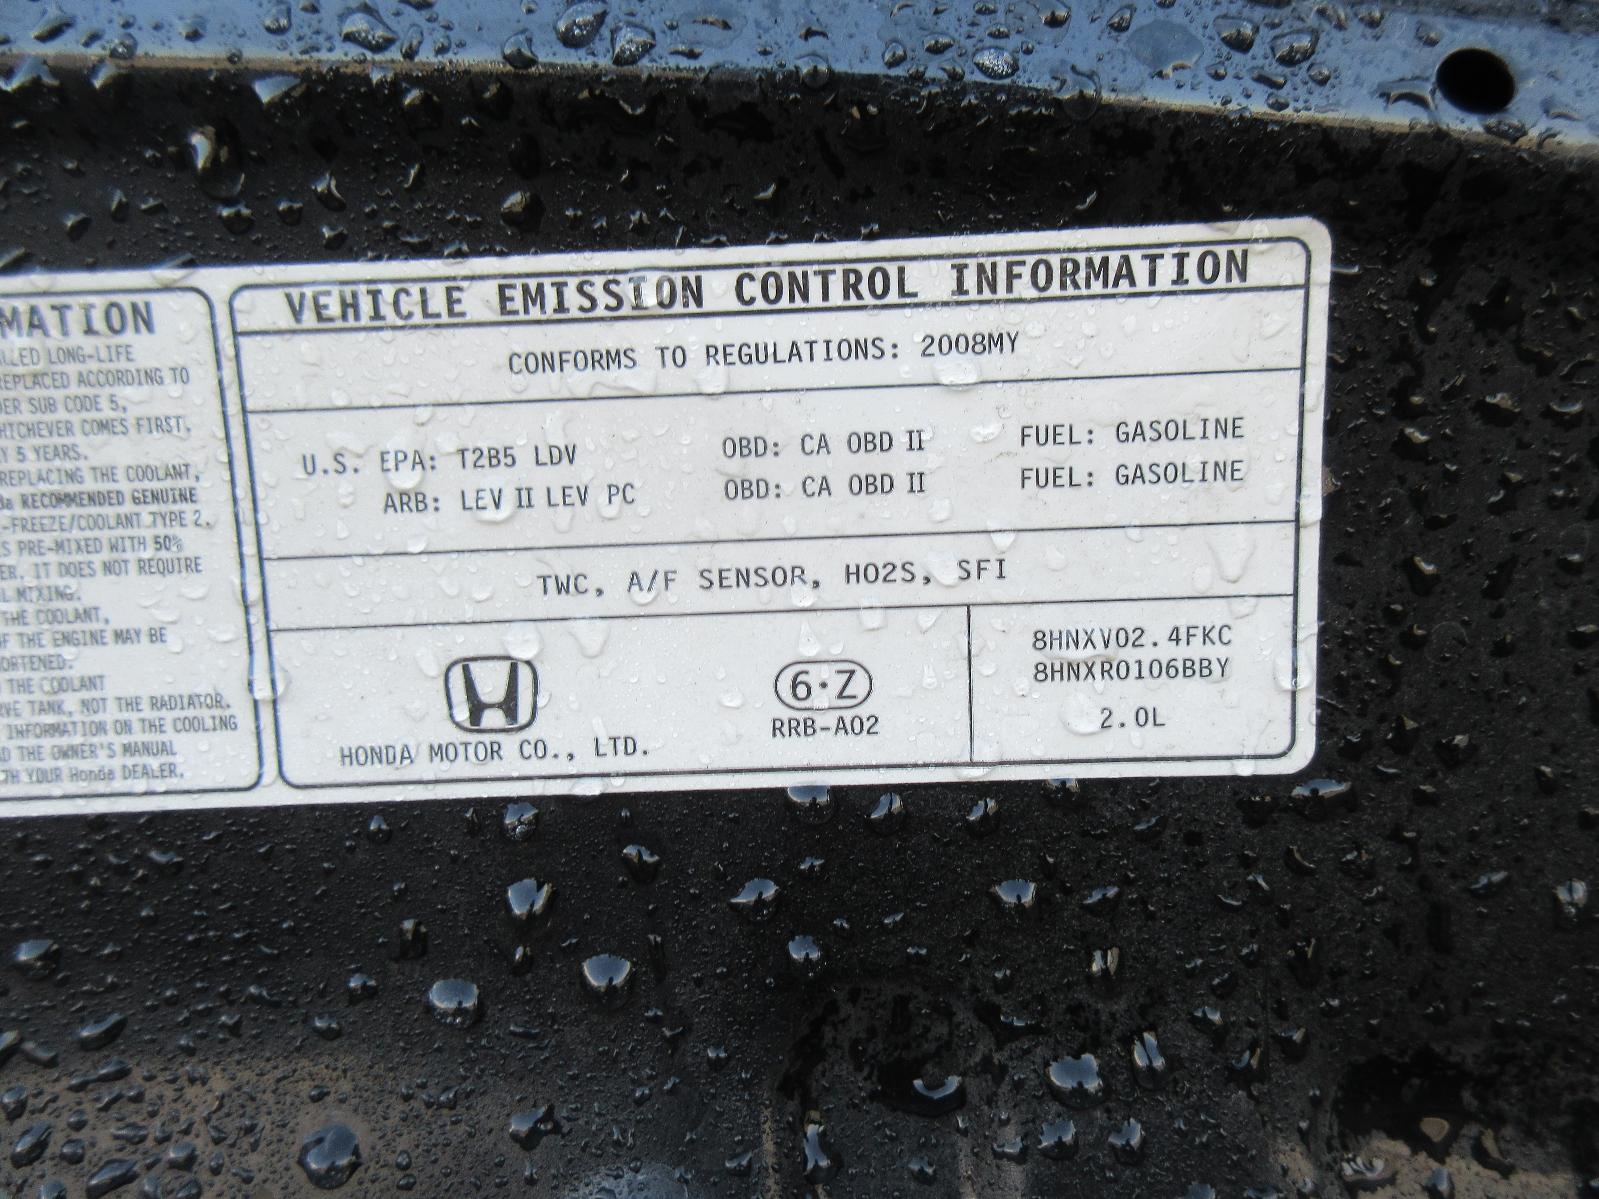 MATION
ALLED LONG-LIFE
REPLACED ACCORDING TO
DER SUB CODE 5,
WHICHEVER COMES FIRST.
Y 5 YEARS.
REPLACING THE COOLANT,
da RECOMMENDED GENUINE
-FREEZE/COOLANT TYPE 2.
S PRE-MIXED WITH 50%
ER. IT DOES NOT REQUIRE
L MIXING.
THE COOLANT,
OF THE ENGINE MAY BE
ORTENED.
THE COOLANT
RVE TANK, NOT THE RADIATOR.
INFORMATION ON THE COOLING
D THE OWNER'S MANUAL
TH YOUR Honda DEALER.
VEHICLE EMISSION CONTROL INFORMATION
CONFORMS TO REGULATIONS: 2008MY
U.S. EPA: T2B5 LDV OBD: CA OBD II FUEL: GASOLINE
ARB: LEV II LEV PC OBD: CA OBD II FUEL: GASOLINE
TWC, A/F SENSOR, HO2S, SFI
HONDA MOTOR CO., LTD.
6·Z
RRB-A02
8HNXV02.4FKC
8HNXR0106BBY
2.0L